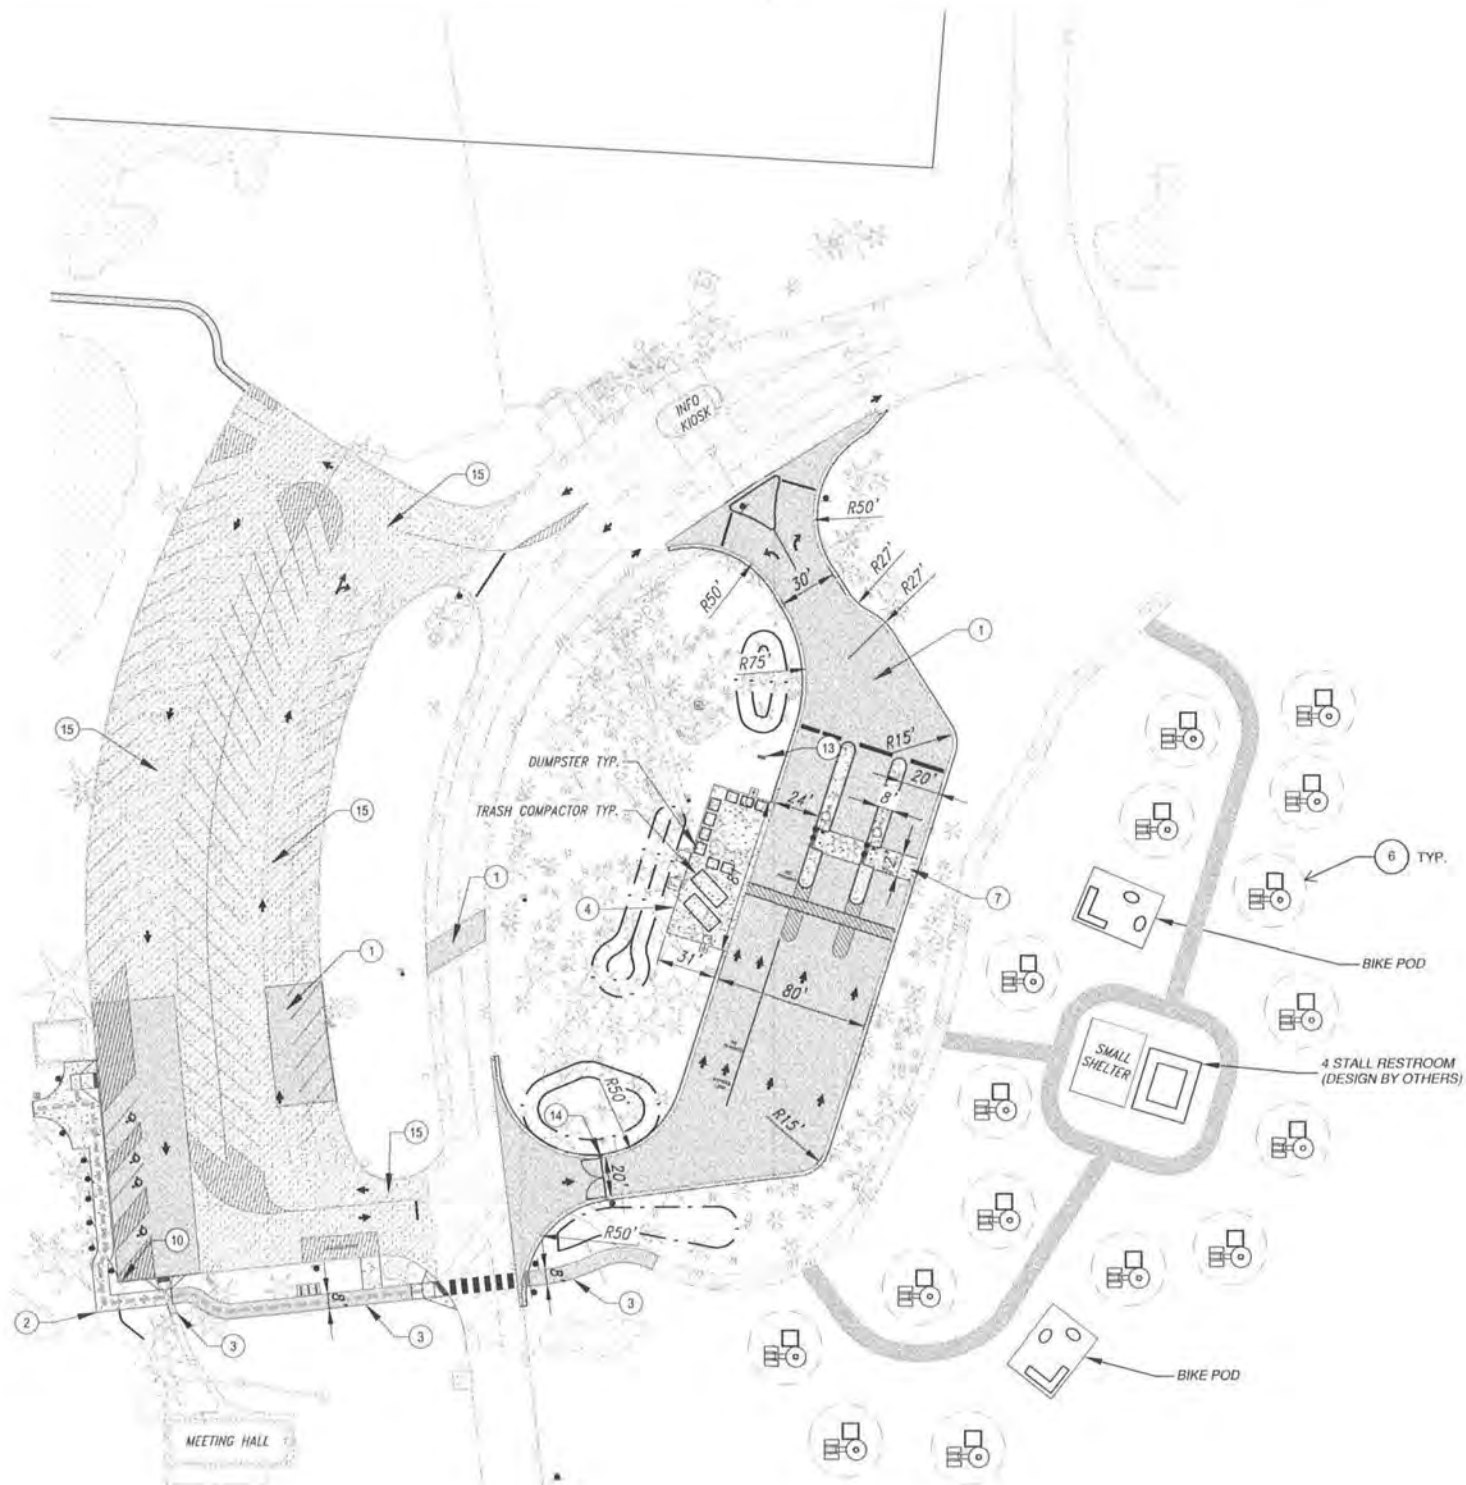 INFO
KIOSK
15
R50'
R27'
R27'
30'
R50'
1
R75'
15
R15'
13
DUMPSTER TYP.
20'
24'
8'
TRASH COMPACTOR TYP.
15
6 TYP.
12'
7
1
4
BIKE POD
1
31'
80'
SMALL
SHELTER
4 STALL RESTROOM
(DESIGN BY OTHERS)
R50'
14
R15'
15
20'
10
R50'
8'
8'
2
3
3
3
BIKE POD
MEETING HALL